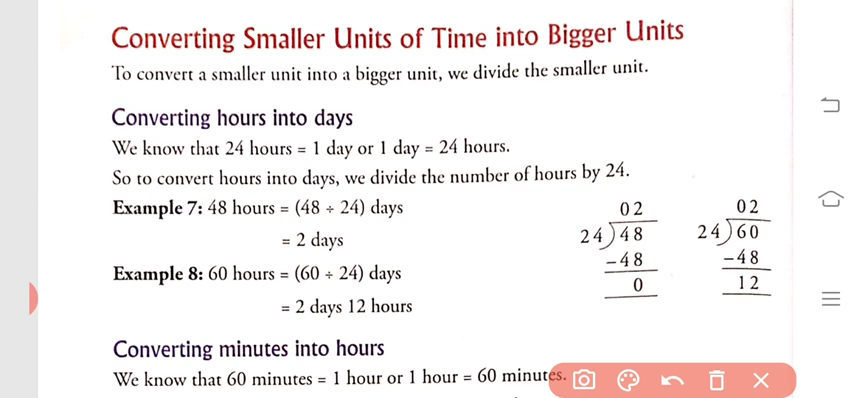 Converting Smaller Units of Time into Bigger Units
To convert a smaller unit into a bigger unit, we divide the smaller unit.
Converting hours into days
We know that 24 hours = 1 day or 1 day = 24 hours.
So to convert hours into days, we divide the number of hours by 24.
Example 7: 48 hours = (48 ÷ 24) days
= 2 days
Example 8: 60 hours = (60 ÷ 24) days
= 2 days 12 hours
02
24)48
-48
0
02
24)60
-48
12
Converting minutes into hours
We know that 60 minutes = 1 hour or 1 hour = 60 minutes.